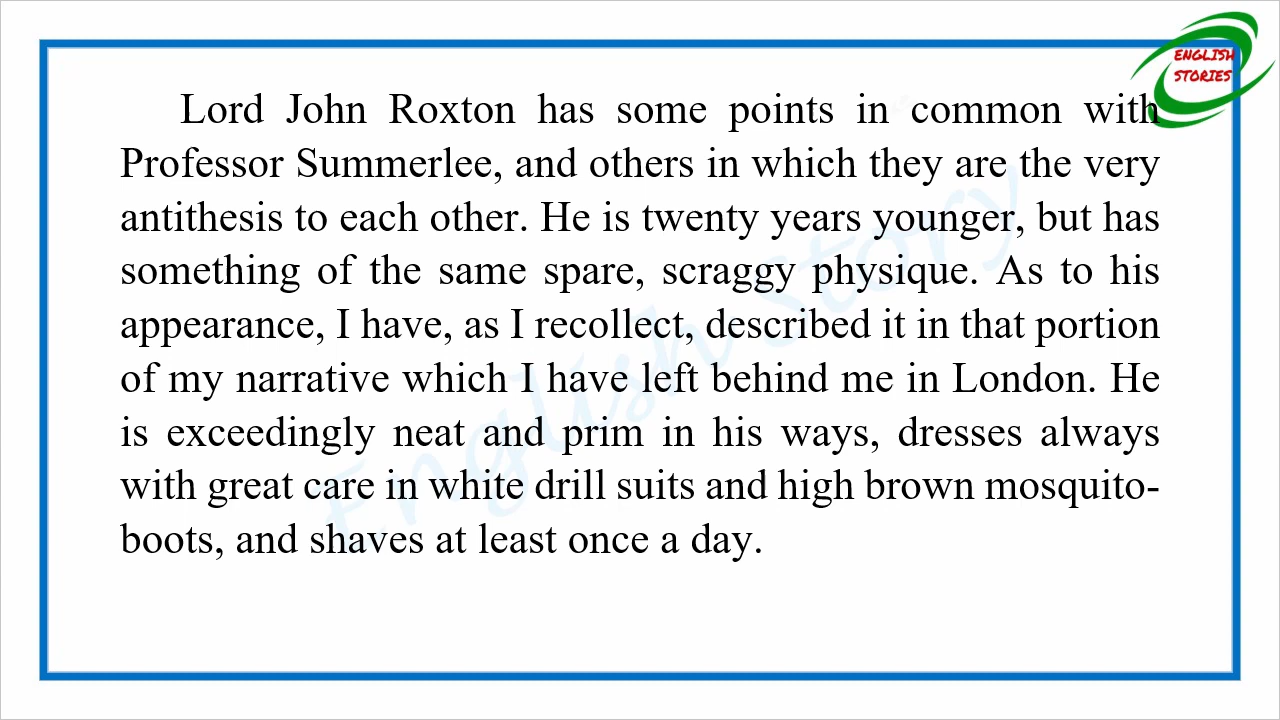 ENGLISH
STORIES
Lord John Roxton has some points in common with
Professor Summerlee, and others in which they are the very
antithesis to each other. He is twenty years younger, but has
something of the same spare, scraggy physique. As to his
appearance, I have, as I recollect, described it in that portion
of my narrative which I have left behind me in London. He
is exceedingly neat and prim in his ways, dresses always
with great care in white drill suits and high brown mosquito-
boots, and shaves at least once a day.
English Story